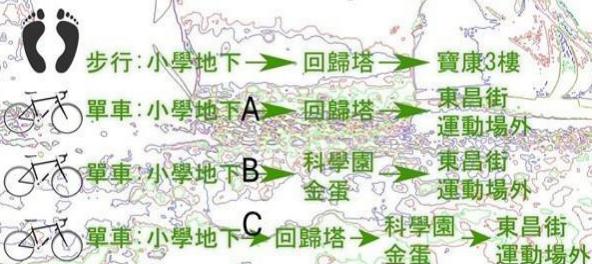 步行:小學地下 回歸塔 寶康3樓
單車:小學地下A 回歸塔 東昌街
運動場外
單車:小學地下B 科學園 東昌街
金蛋 運動場外
單車:小學地下C 回歸塔 科學園 東昌街
金蛋 運動場外